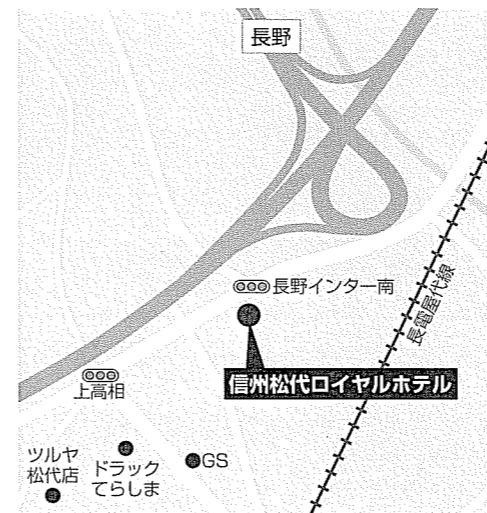 長野
長野インター南
長電屋代線
信州松代ロイヤルホテル
上高相
ツルヤ
松代店
ドラック
てらしま
GS